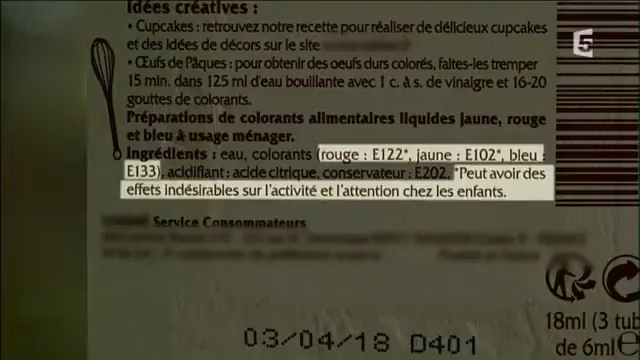 Idées créatives :
• Cupcakes : retrouvez notre recette pour réaliser de délicieux cupcakes
et des idées de décors sur le site
• Œufs de Pâques : pour obtenir des oeufs durs colorés, faites-les tremper
15 min. dans 125 ml d'eau bouillante avec 1 c. à s. de vinaigre et 16-20
gouttes de colorants.
Préparations de colorants alimentaires liquides jaune, rouge
et bleu à usage ménager.
Ingrédients : eau, colorants (rouge : E122*, jaune : E102*, bleu :
E133), acidifiant : acide citrique, conservateur : E202. *Peut avoir des
effets indésirables sur l'activité et l'attention chez les enfants.
Service Consommateurs
18ml (3 tub
de 6ml e
03/04/18 D401
5